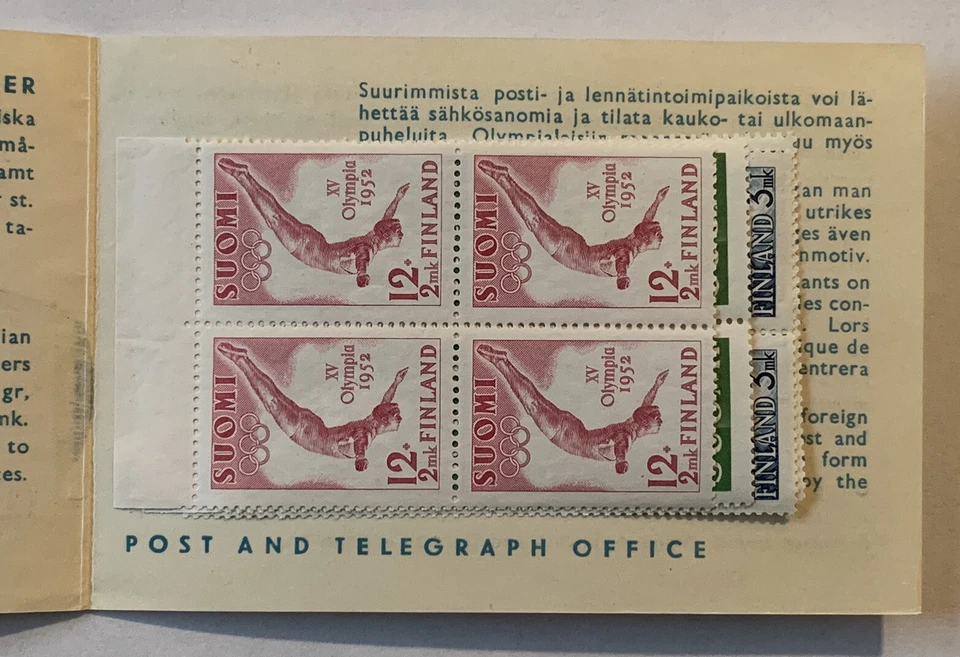 ER
iska
må-
amt
r st.
ta-
ian
ers
gr,
nk.
to
ces.
Suurimmista posti- ja lennätintoimipaikoista voi lä-
hettää sähkösanomia ja tilata kauko- tai ulkomaan-
puheluita. Olympialaisiin
myös
an man
utrikes
es även
nmotiv.
ants on
es con-
Lors
que de
entrera
foreign
st and
form
by the
SUOMI
XV
Olympia
1952
12+
2mk FINLAND
SUOMI
XV
Olympia
1952
12+
2mk FINLAND
FINLAND 3mk
SUOMI
XV
Olympia
1952
12+
2mk FINLAND
SUOMI
XV
Olympia
1952
12+
2mk FINLAND
FINLAND 3mk
POST AND TELEGRAPH OFFICE